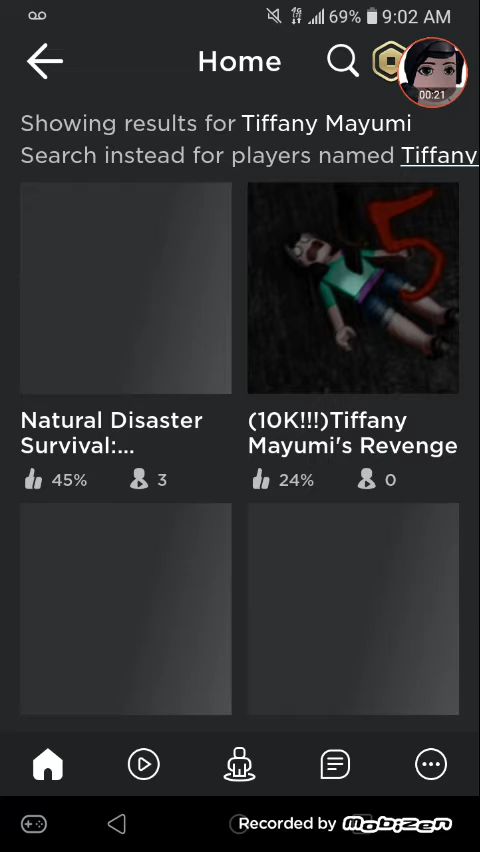 69% 9:02 AM
Home
00:21
Showing results for Tiffany Mayumi
Search instead for players named Tiffany
5
Natural Disaster
Survival:...
45% 3
(10K!!!)Tiffany
Mayumi's Revenge
24% 0
Recorded by Mobizen